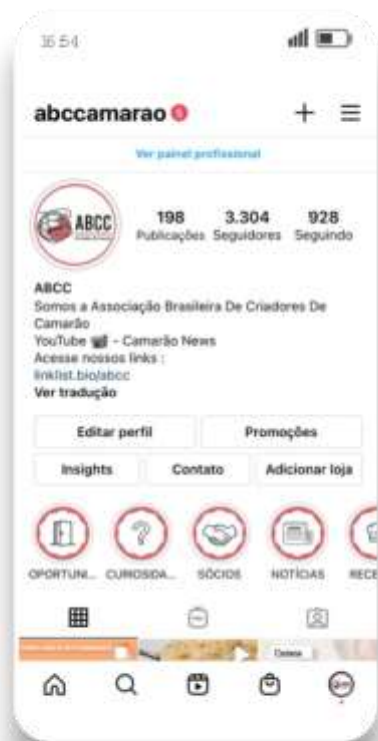 16:54
abccamarao 5
Ver painel profissional
ABCC
198 3.304 928
Publicações Seguidores Seguindo
ABCC
Somos a Associação Brasileira De Criadores De
Camarão
YouTube - Camarão News
Acesse nossos links :
linklist.bio/abcc
Ver tradução
Editar perfil Promoções
Insights Contato Adicionar loja
OPORTUNI... CURIOSIDA... SÓCIOS NOTÍCIAS RECE